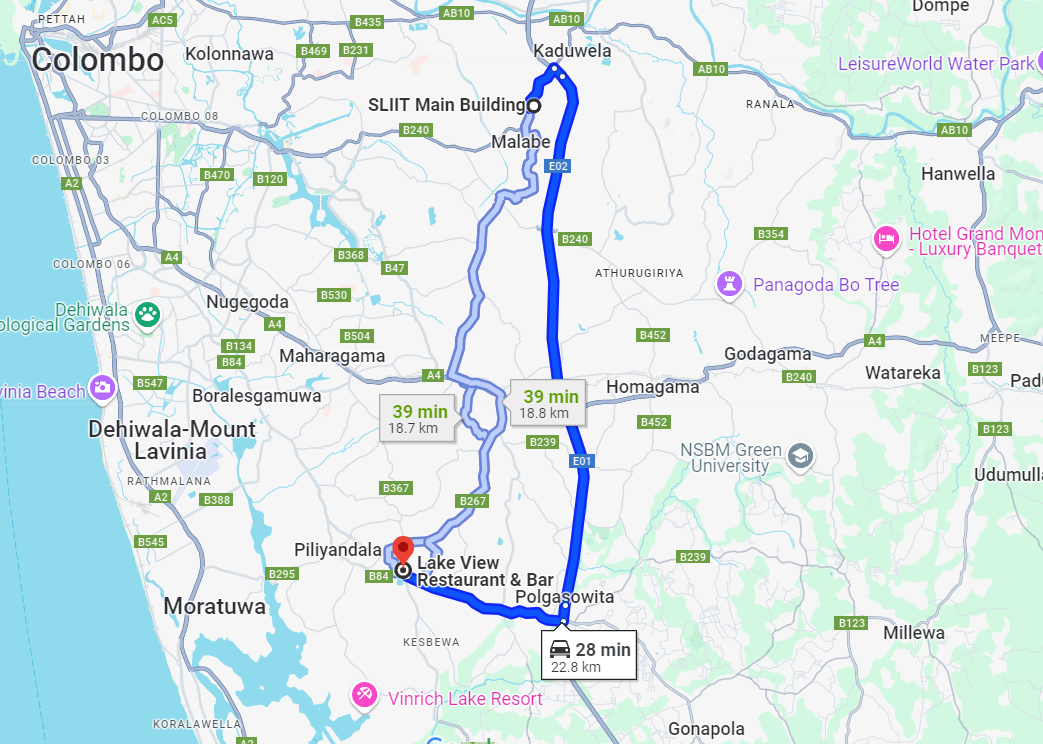 PETTAH
AC5
B435
AB10
AB10
Dompe
Colombo
Kolonnawa
B469
B231
Kaduwela
AB10
LeisureWorld Water Park
SLIIT Main Building
RANALA
COLOMBO 08
B240
Malabe
AB10
COLOMBO 03
E02
A2
B470
B120
Hanwella
B240
B354
Hotel Grand Mon
- Luxury Banquet
A4
B368
COLOMBO 06
B47
ATHURUGIRIYA
Panagoda Bo Tree
B530
Nugegoda
Dehiwala
ological Gardens
A4
B504
B452
MEEPE
B134
A4
B84
Maharagama
Godagama
A4
B240
Watareka
B123
Padu
B547
vinia Beach
Boralesgamuwa
39 min
18.7 km
39 min
18.8 km
Homagama
B452
Dehiwala-Mount
Lavinia
B239
B123
NSBM Green
University
E01
Udumulla
RATHMALANA
A2
B388
B367
B267
B545
Piliyandala
B295
B84
Lake View
Restaurant & Bar
B239
Polgasowita
Moratuwa
B123
Millewa
KESBEWA
28 min
22.8 km
Vinrich Lake Resort
KORALAWELLA
A2
Gonapola